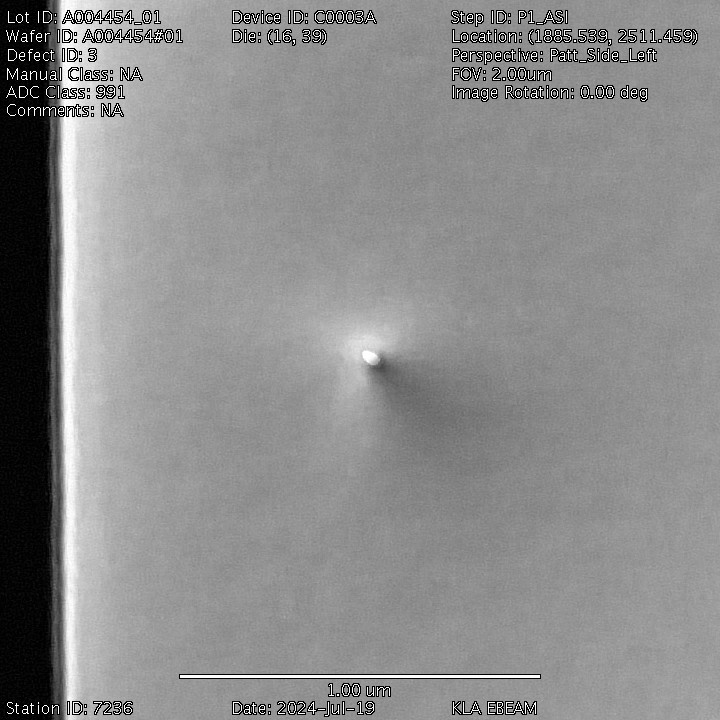 Lot ID: A004454_01 Device ID: C0003A Step ID: P1_ASI
Wafer ID: A004454#01 Die: (16, 39) Location: (1885.539, 2511.459)
Defect ID: 3 Perspective: Patt_Side_Left
Manual Class: NA FOV: 2.00um
ADC Class: 991 Image Rotation: 0.00 deg
Comments: NA
1.00 um
Station ID: 7236 Date: 2024-Jul-19 KLA EBEAM